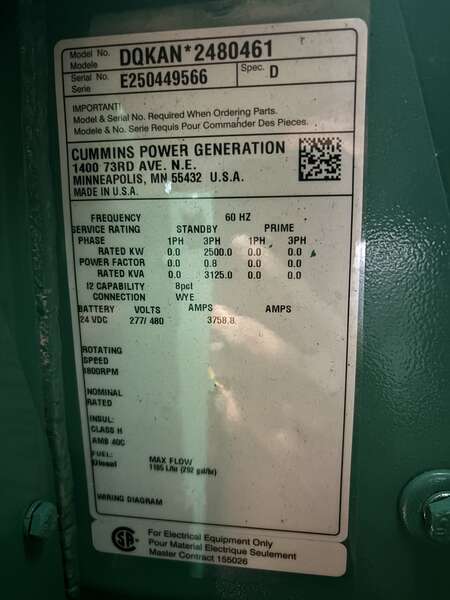 Model No. DQKAN*2480461
Modele
Serial No. E250449566 Spec. D
Serie
IMPORTANT!
Model & Serial No. Required When Ordering Parts.
Modele & No. Serie Requis Pour Commander Des Pieces.
CUMMINS POWER GENERATION
1400 73RD AVE. N.E.
MINNEAPOLIS, MN 55432 U.S.A.
MADE IN U.S.A.
FREQUENCY 60 HZ
SERVICE RATING STANDBY PRIME
PHASE 1PH 3PH 1PH 3PH
RATED KW 0.0 2500.0 0.0 0.0
POWER FACTOR 0.0 0.8 0.0 0.0
RATED KVA 0.0 3125.0 0.0 0.0
I2 CAPABILITY 8pct
CONNECTION WYE
BATTERY VOLTS AMPS AMPS
24 VDC 277/ 480 3758.8
ROTATING
SPEED
1800RPM
NOMINAL
RATED
INSUL:
CLASS H
AMB 40C
FUEL: MAX FLOW
Diesel 1105 L/hr (292 gal/hr)
WIRING DIAGRAM
For Electrical Equipment Only
Pour Material Electrique Seulement
Master Contract 155026